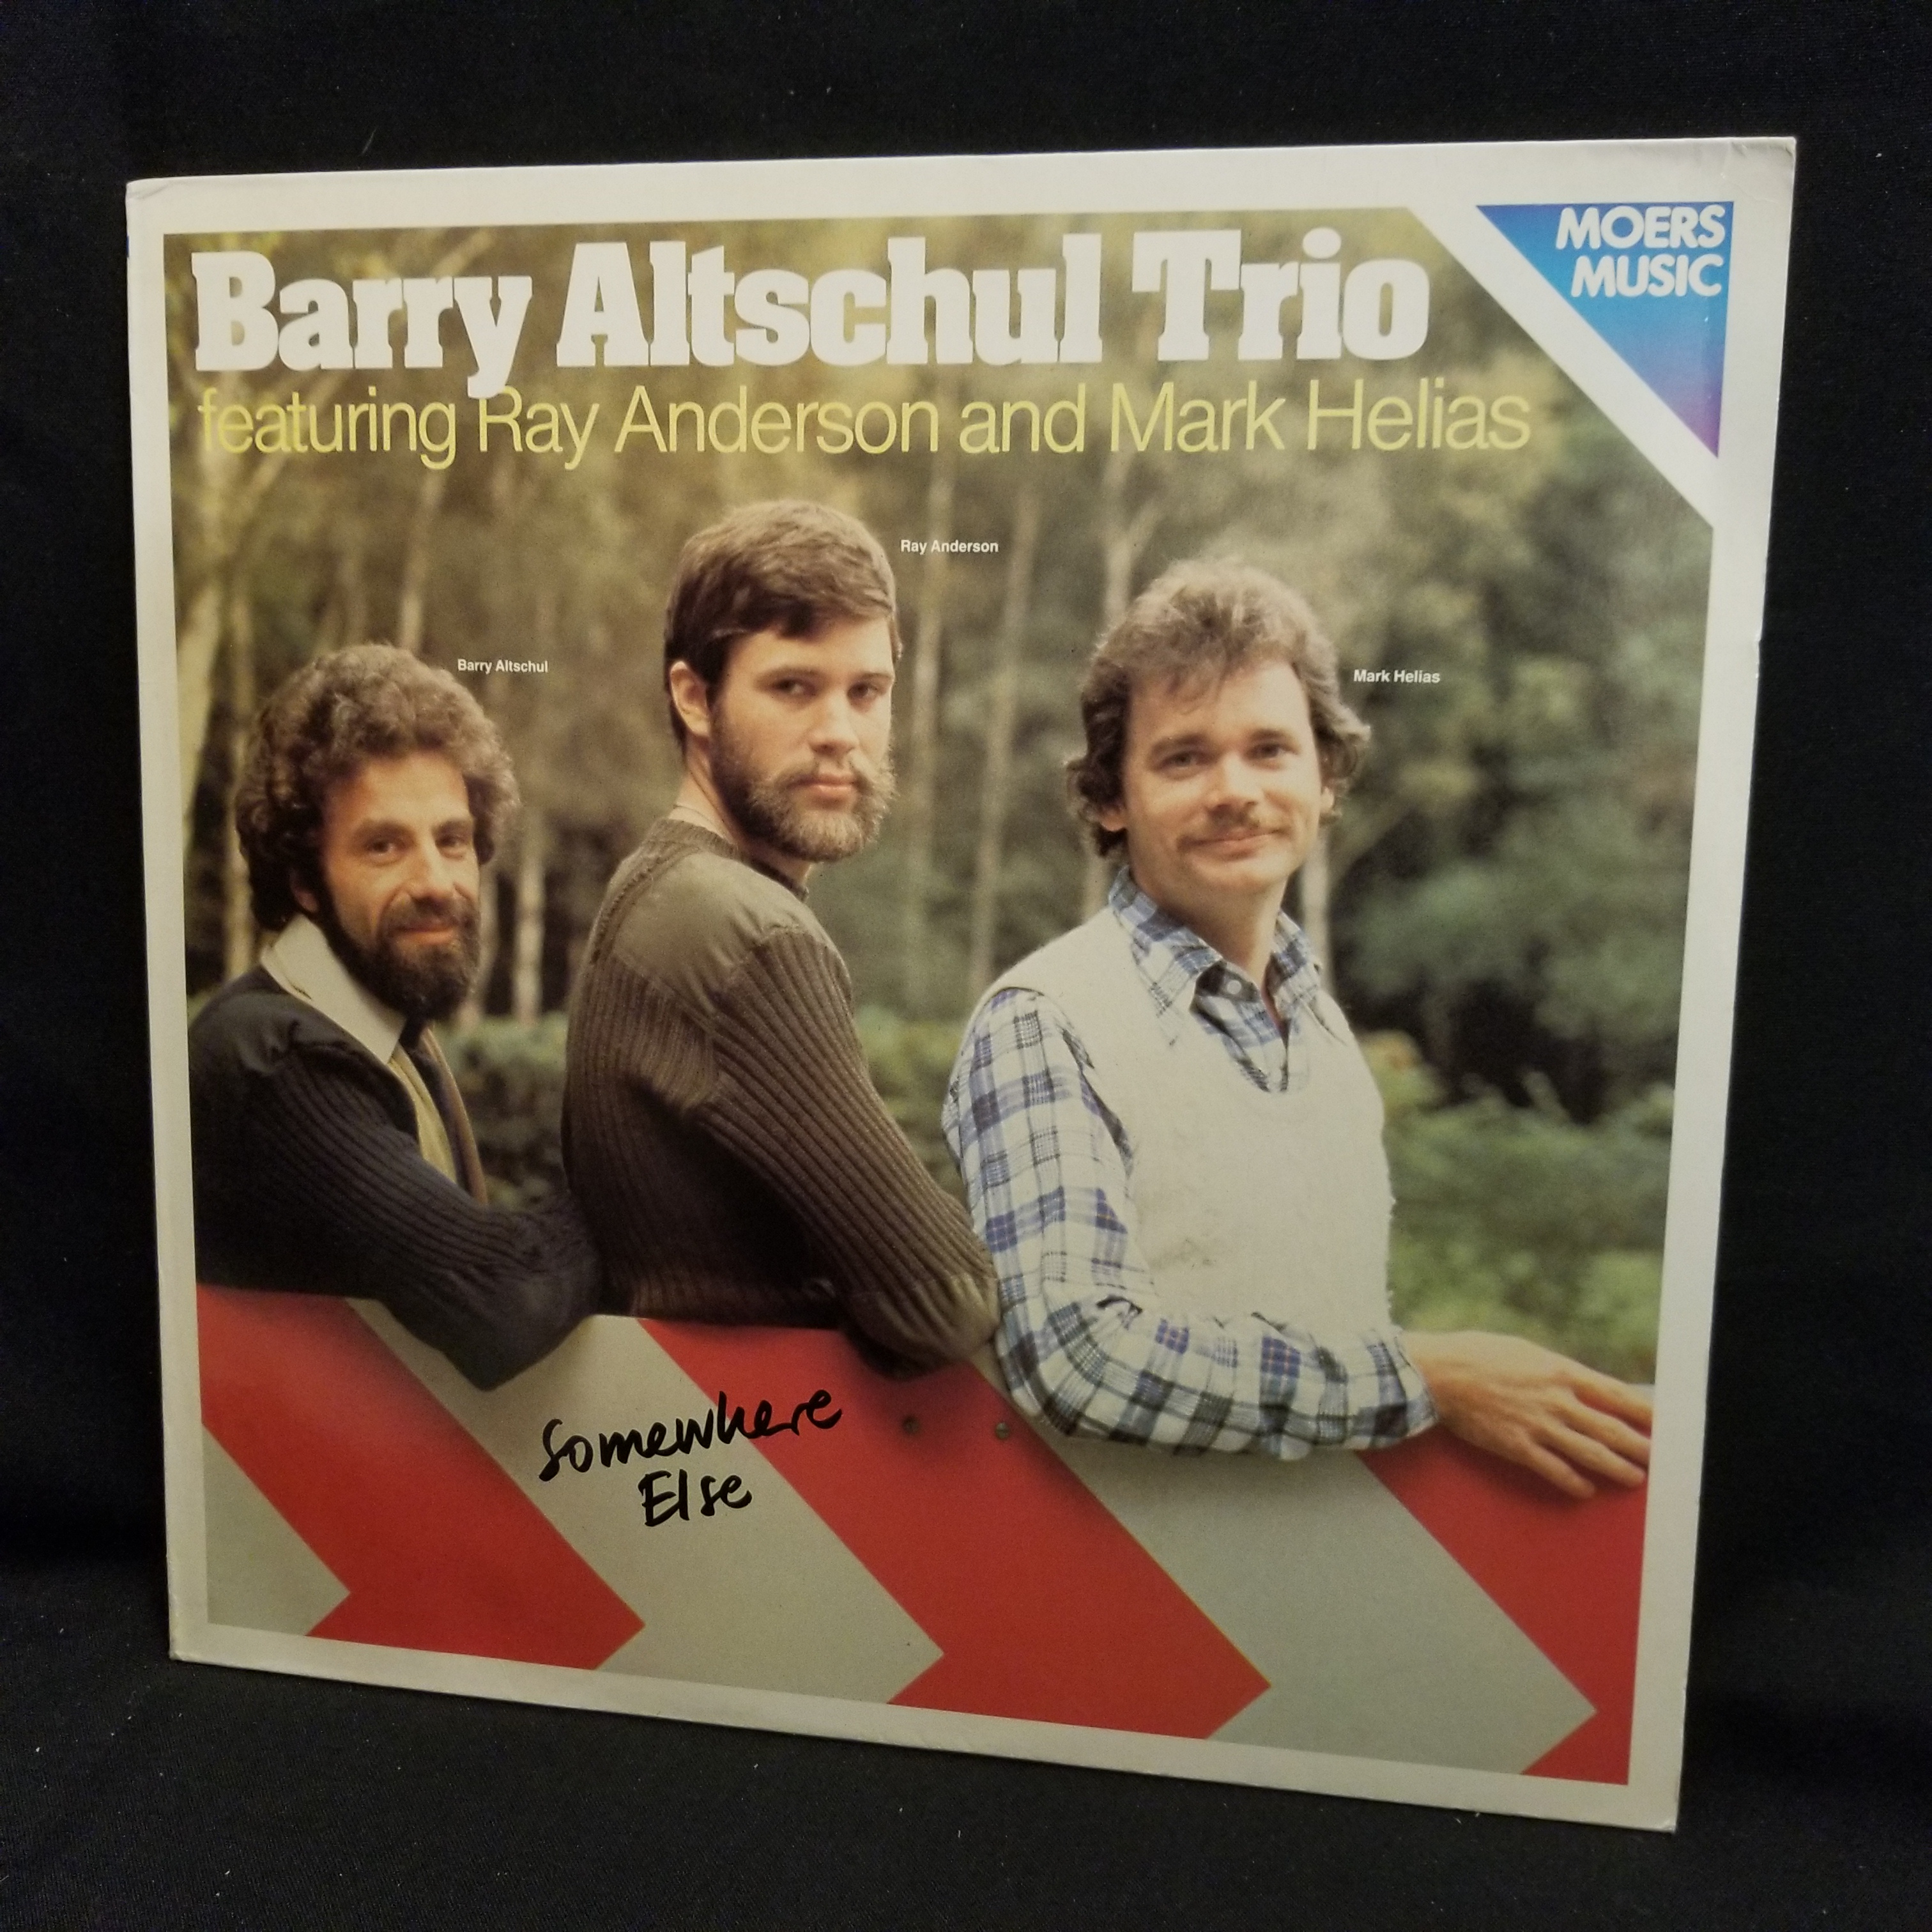 Barry Altschul Trio
MOERS
MUSIC
featuring Ray Anderson and Mark Helias
Ray Anderson
Barry Altschul
Mark Helias
Somewhere
Else